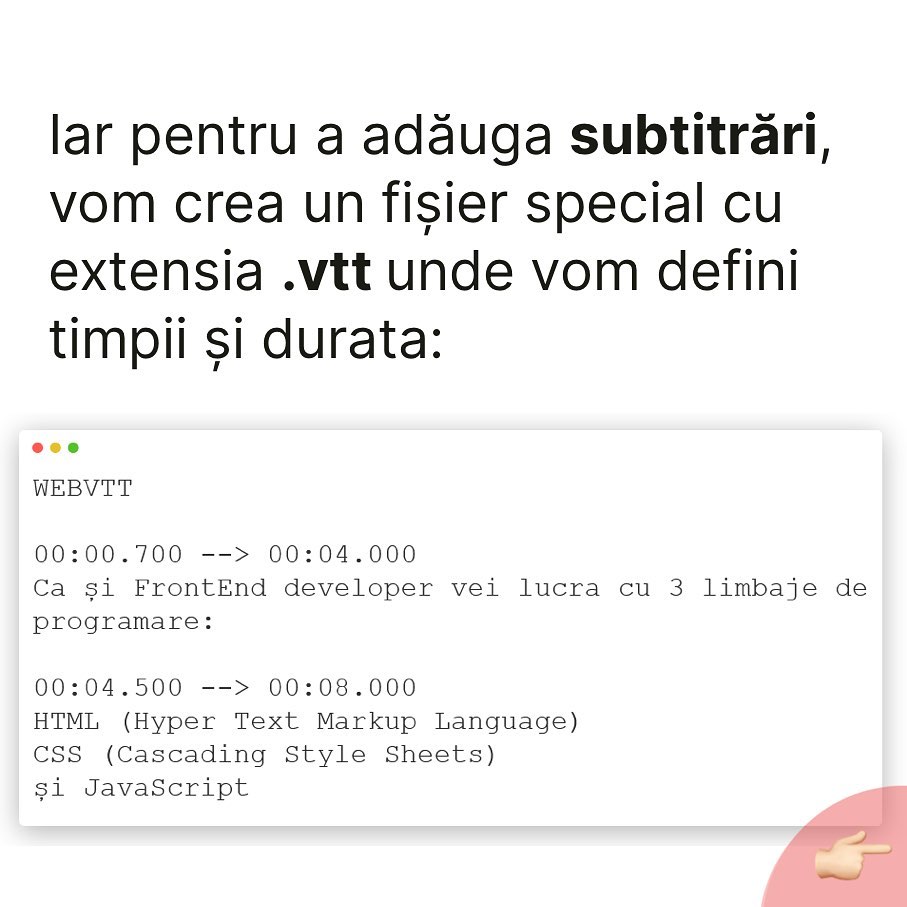 Iar pentru a adăuga subtitrări,
vom crea un fișier special cu
extensia .vtt unde vom defini
timpii și durata:
WEBVTT
00:00.700 --> 00:04.000
Ca și FrontEnd developer vei lucra cu 3 limbaje de
programare:
00:04.500 --> 00:08.000
HTML (Hyper Text Markup Language)
CSS (Cascading Style Sheets)
și JavaScript